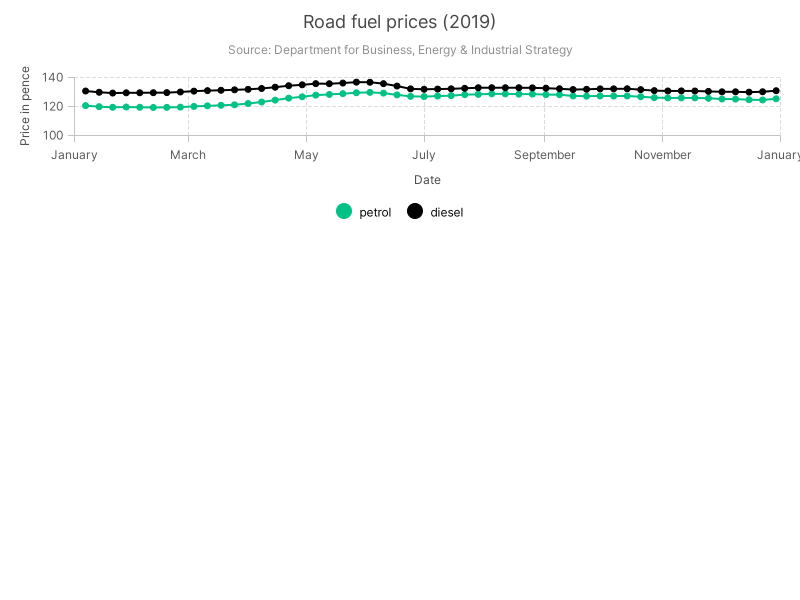 Road fuel prices (2019)
Source: Department for Business, Energy & Industrial Strategy
Price in pence
140
120
100
January March May July September November January
Date
petrol diesel